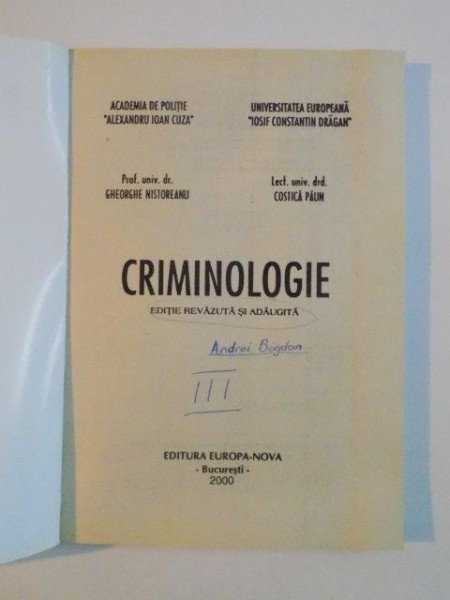 ACADEMIA DE POLIȚIE
"ALEXANDRU IOAN CUZA"
UNIVERSITATEA EUROPEANĂ
"IOSIF CONSTANTIN DRĂGAN"
Prof. univ. dr.
GHEORGHE NISTOREANU
Lect. univ. drd.
COSTICĂ PĂUN
CRIMINOLOGIE
EDIȚIE REVĂZUTĂ ȘI ADĂUGITĂ
Andrei Bogdan
III
EDITURA EUROPA-NOVA
- București -
2000